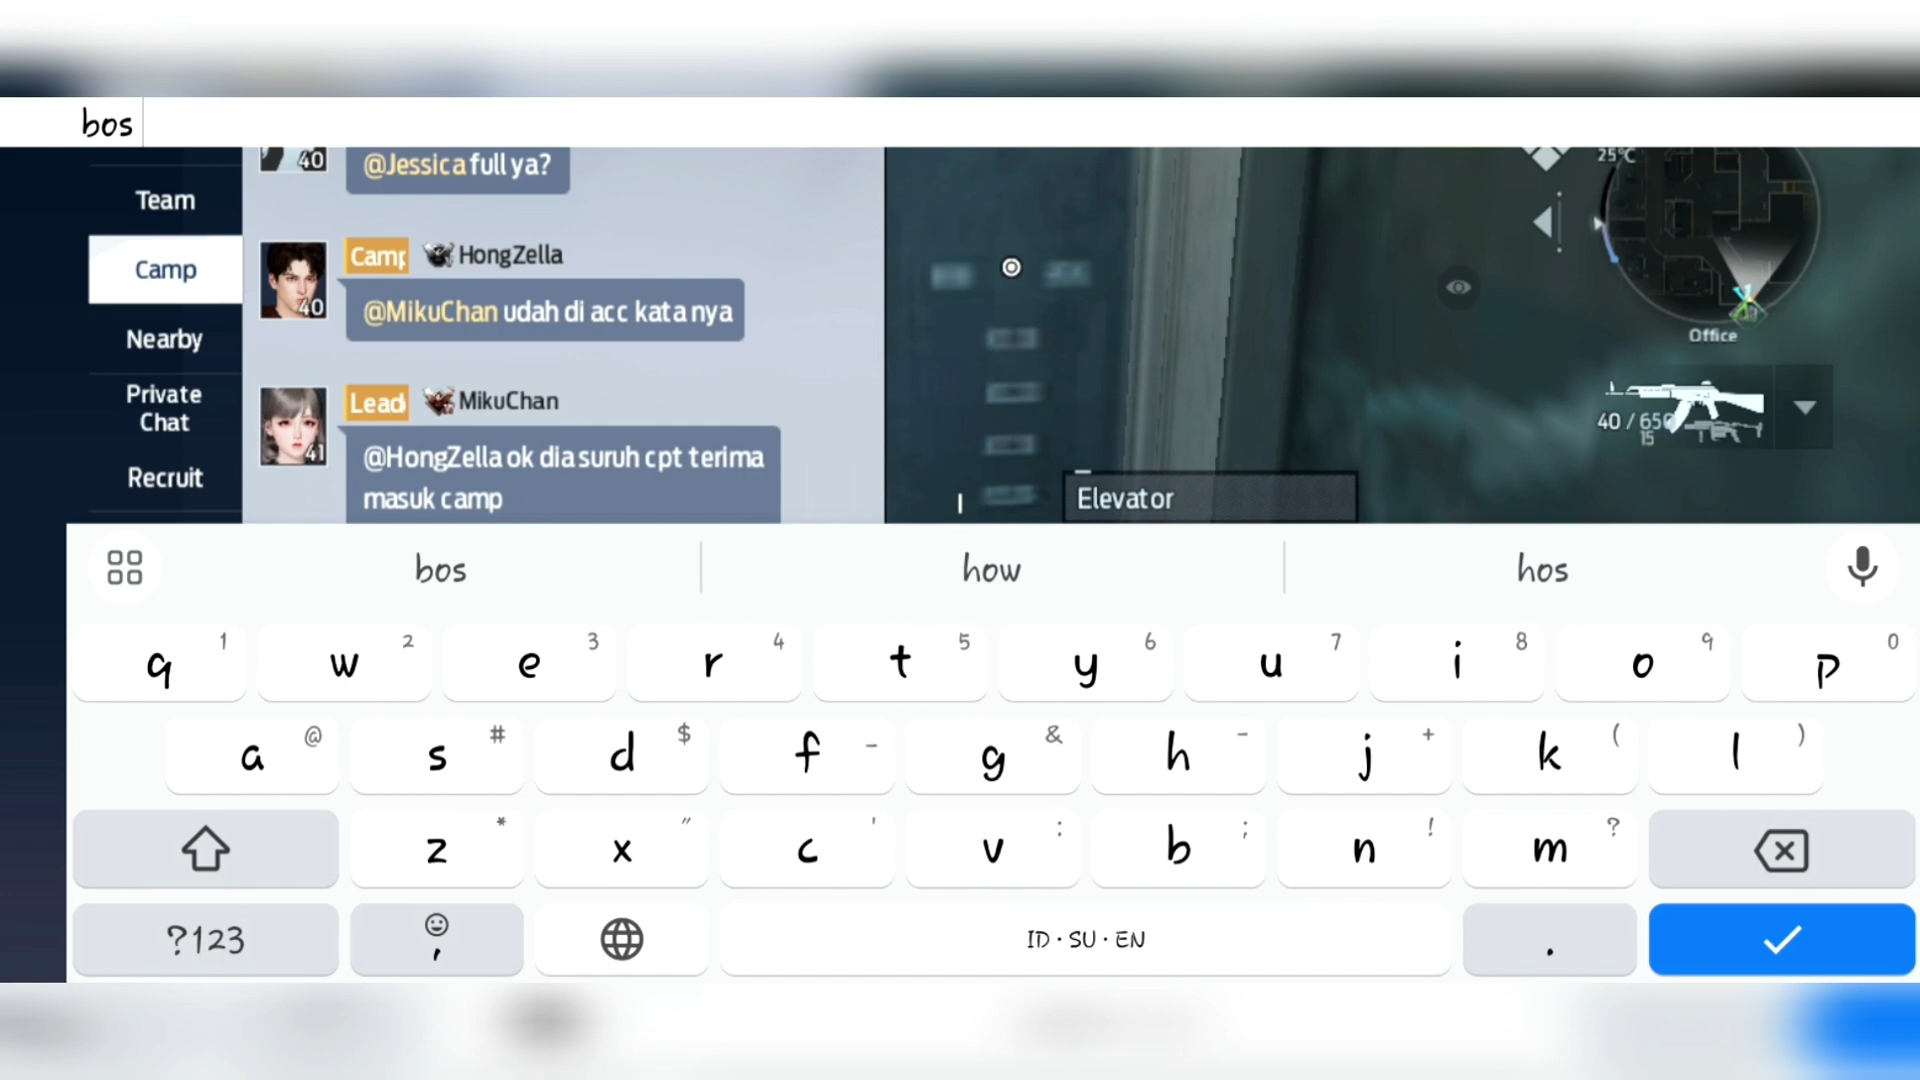 bos
40
@Jessica full ya?
Team
Camp HongZella
Camp
40
@MikuChan udah di acc kata nya
Nearby
Private
Chat
Lead MikuChan
41
@HongZella ok dia suruh cpt terima
masuk camp
Recruit
25°C
Office
40 / 650
15
Elevator
bos how hos
q 1 w 2 e 3 r 4 t 5 y 6 u 7 i 8 o 9 p 0
a @ s # d $ f _ g & h - j + k ( l )
z * x " c ' v : b ; n ! m ?
?123 , ID · SU · EN .